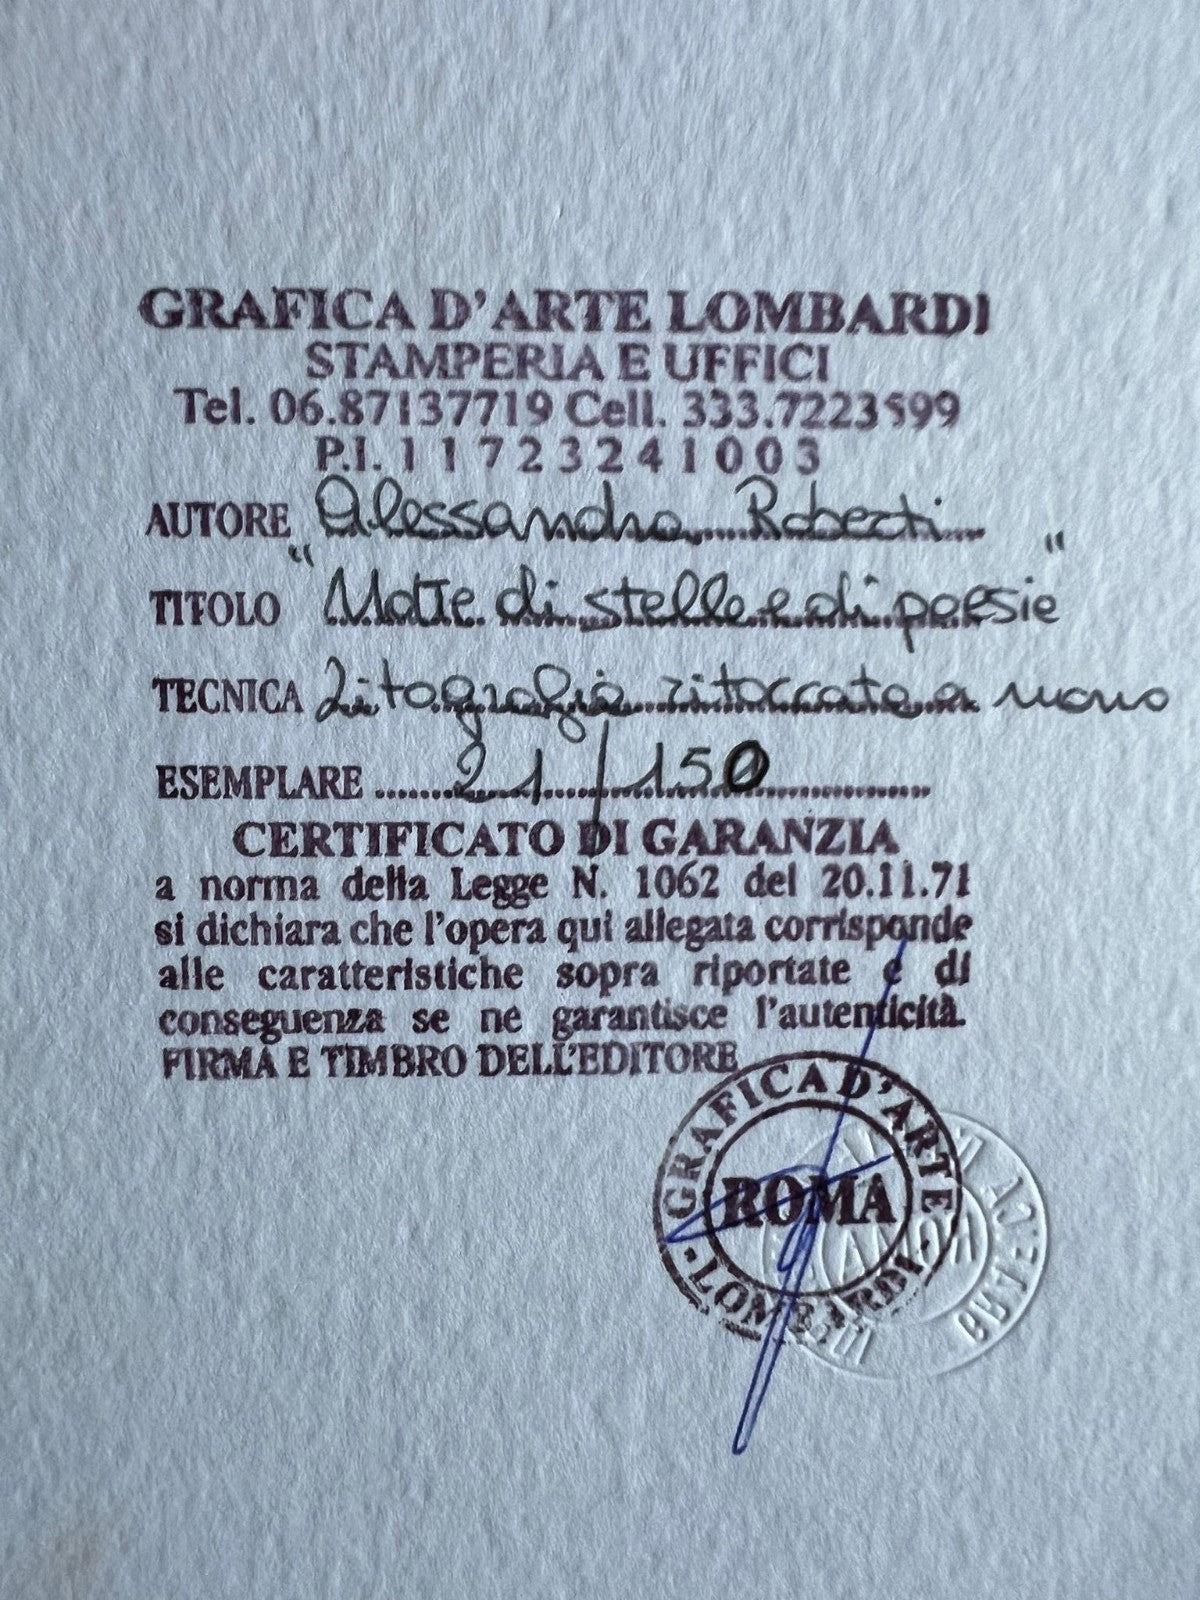 GRAFICA D'ARTE LOMBARDI
STAMPERIA E UFFICI
Tel. 06.87137719 Cell. 333.7223599
P.I. 11723241003
AUTORE Alessandro Roberti
TITOLO "Notte di stelle e di poesie"
TECNICA Litografia ritoccata a mano
ESEMPLARE 21/150
CERTIFICATO DI GARANZIA
a norma della Legge N. 1062 del 20.11.71
si dichiara che l'opera qui allegata corrisponde
alle caratteristiche sopra riportate e di
conseguenza se ne garantisce l'autenticità.
FIRMA E TIMBRO DELL'EDITORE
GRAFICA D'ARTE
ROMA
- LOMBARDI -